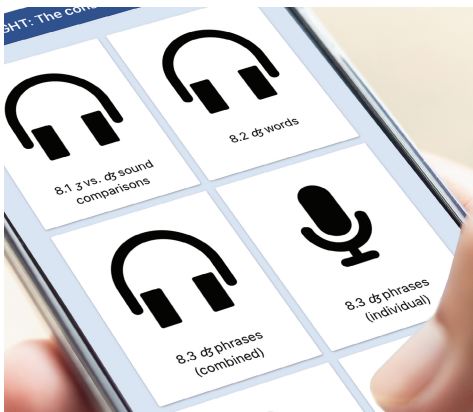 GHT: The con
8.1 ʒ vs. ʤ sound
comparisons
8.2 ʤ words
8.3 ʤ phrases
(combined)
8.3 ʤ phrases
(individual)